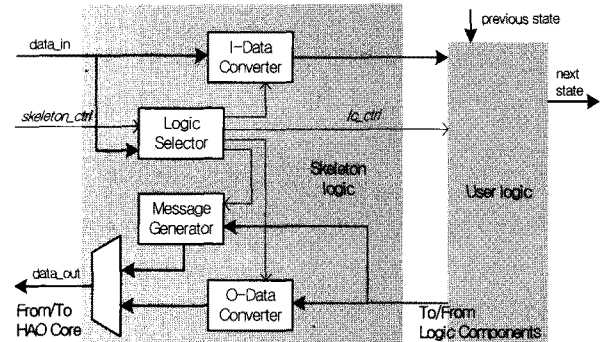 previous state
data_in
I-Data
Converter
next
state
skeleton_ctrl
Logic
Selector
lc_ctrl
Skeleton
logic
User logic
Message
Generator
data_out
From/To
HAO Core
O-Data
Converter
To/From
Logic Components